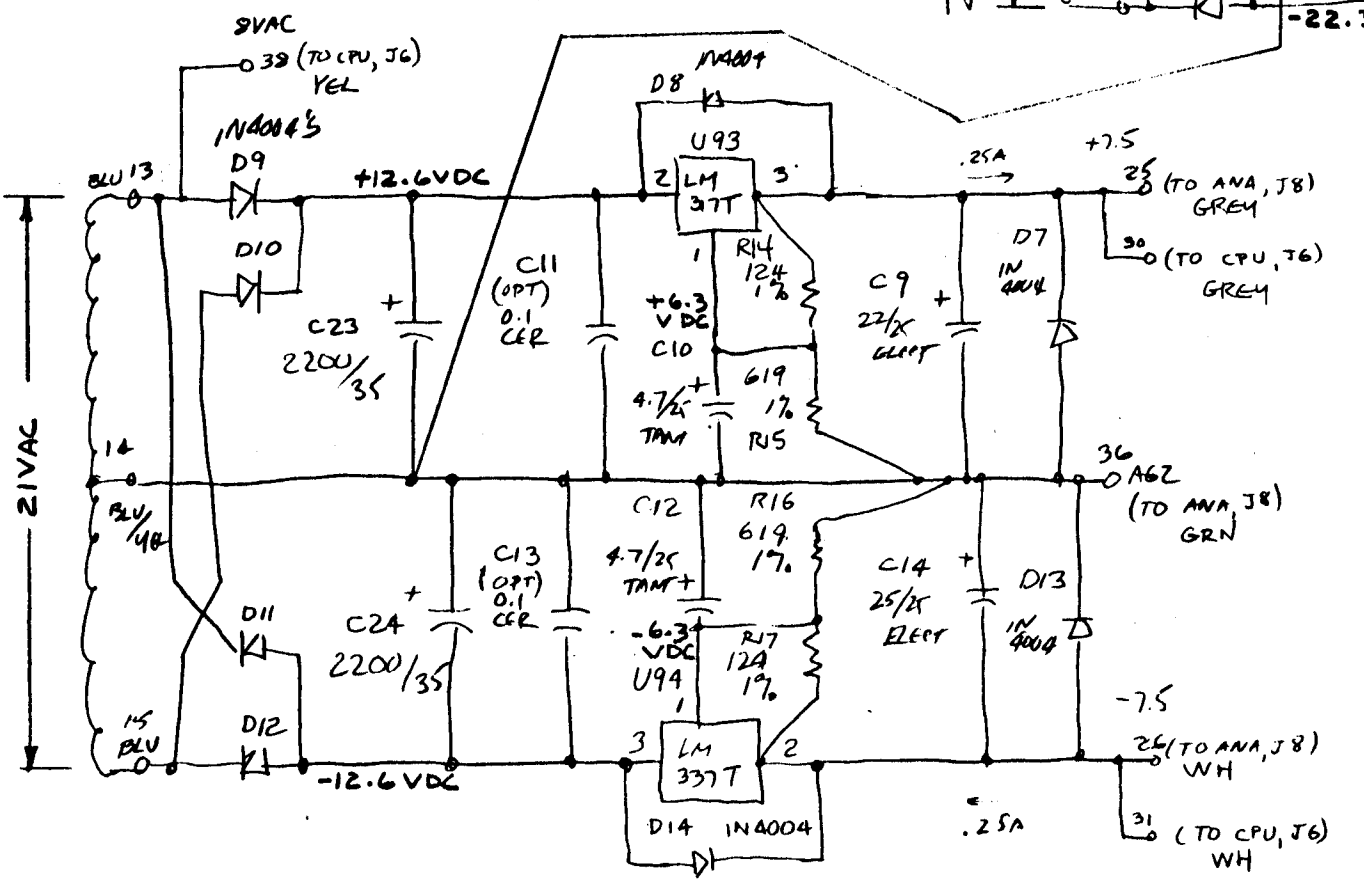 -22.
8VAC
38 (TO CPU, J6)
YEL
1N4004'S
D9
BLU 13
+12.6VDC
D10
1N4004
D8
U93
2
LM
317T
3
1
R14
124
1%
+6.3
VDC
C10
4.7/25
TANT
+
619
1%
R15
C11
(OPT)
0.1
CER
+
C23
2200/35
.25A
+7.5
25 (TO ANA, J8)
GREY
30 (TO CPU, J6)
GREY
D7
1N
4004
C9
22/25
ELEPT
+
21VAC
14
BLU/
36
AGZ
(TO ANA, J8)
GRN
C12
4.7/25
TANT +
R16
619
1%
C13
(OPT)
0.1
CER
+
C24
2200/35
D11
-6.3
VDC
U94
1
R17
124
1%
C14
25/25
ELEPT
+
D13
1N
4004
15
BLU
D12
-12.6VDC
3
LM
337T
2
-7.5
26 (TO ANA, J8)
WH
.25A
D14 1N4004
31 (TO CPU, J6)
WH